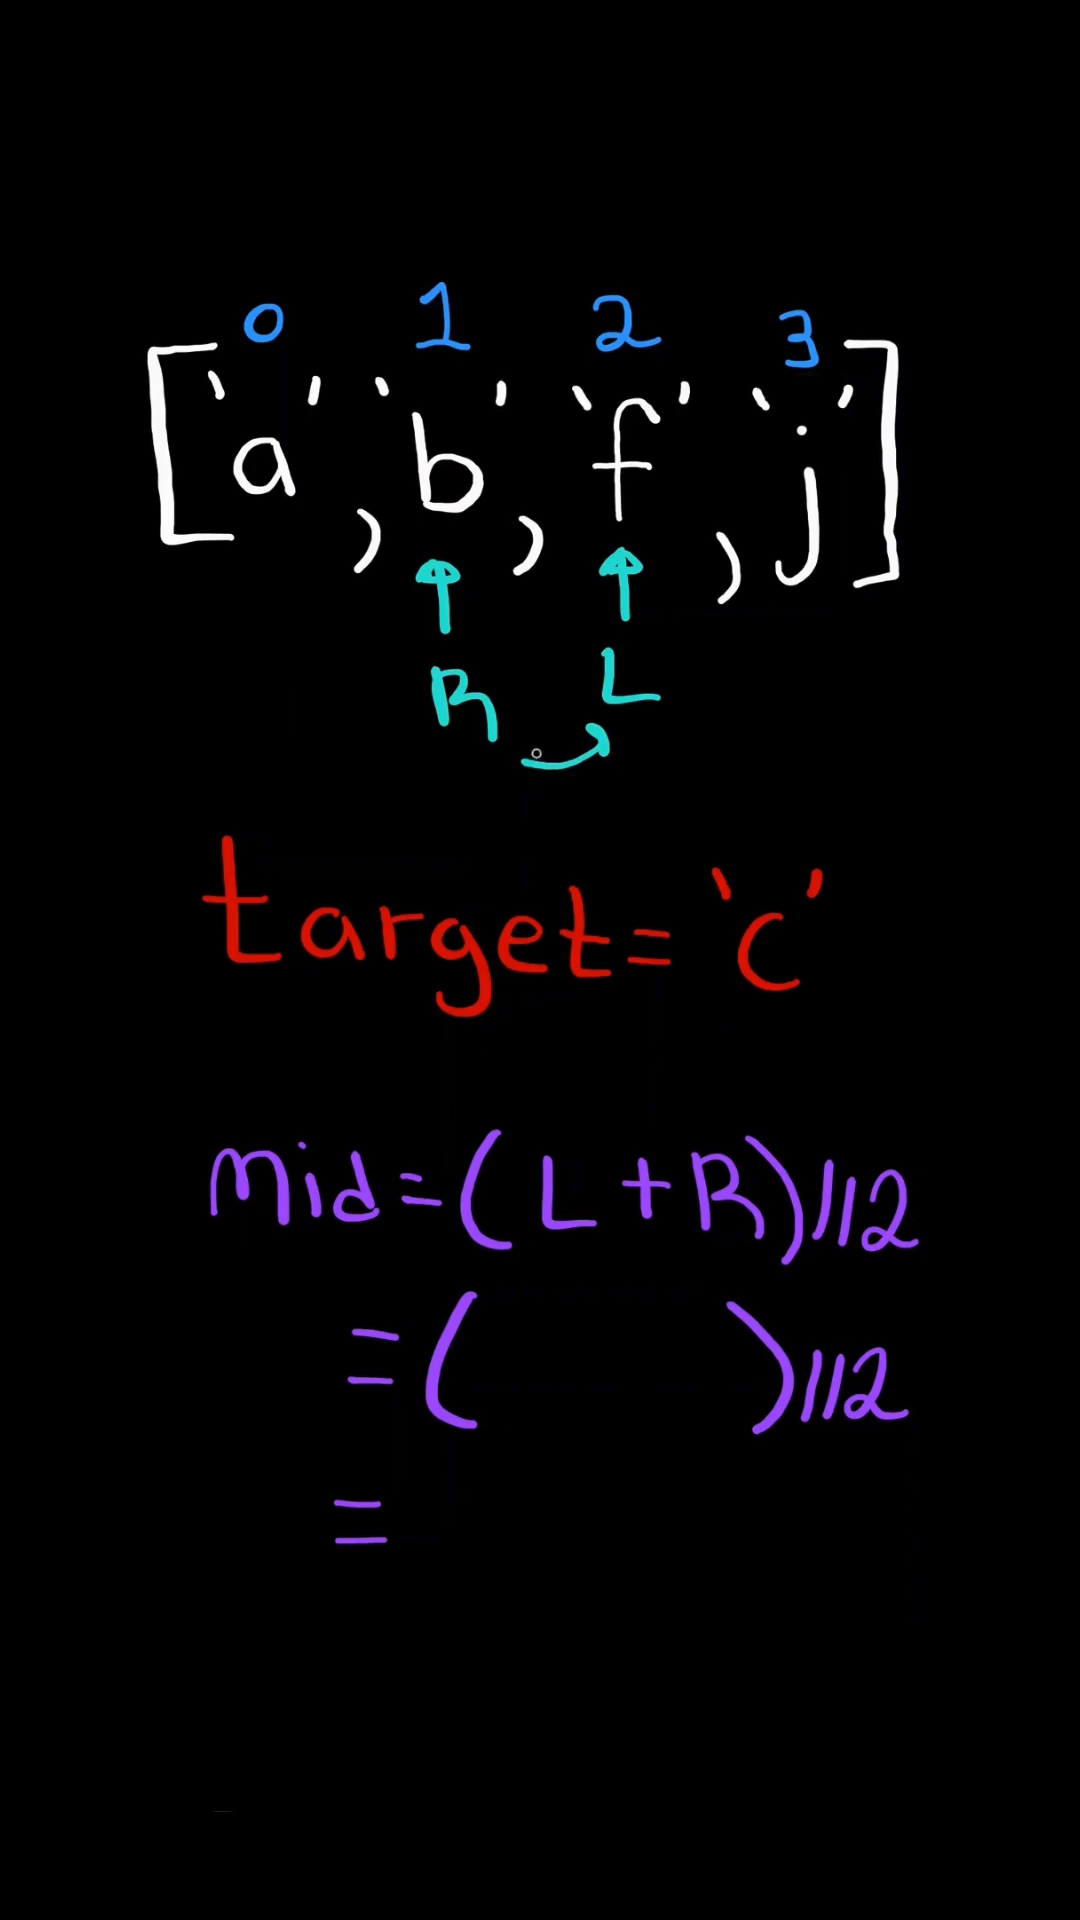 0 1 2 3
['a', 'b', 'f', 'j']
R L
target = 'c'
Mid = (L + R) // 2
= ( ) // 2
=